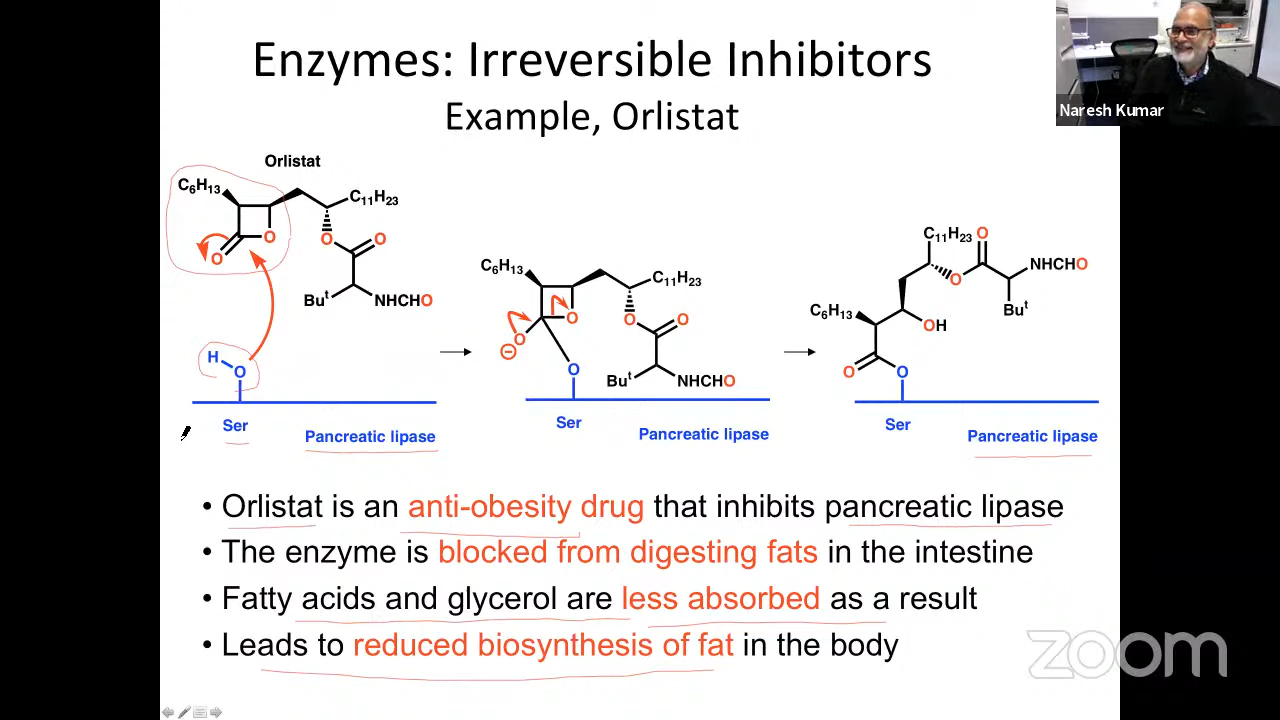 Enzymes: Irreversible Inhibitors
Example, Orlistat
Naresh Kumar
Orlistat
C6H13
C11H23
O
O
O
O
But
NHCHO
H
O
Ser
Pancreatic lipase
C6H13
C11H23
O
O
O
O
⊖
But
NHCHO
O
Ser
Pancreatic lipase
C11H23
O
NHCHO
O
But
C6H13
OH
O
O
Ser
Pancreatic lipase
• Orlistat is an anti-obesity drug that inhibits pancreatic lipase
• The enzyme is blocked from digesting fats in the intestine
• Fatty acids and glycerol are less absorbed as a result
• Leads to reduced biosynthesis of fat in the body
zoom